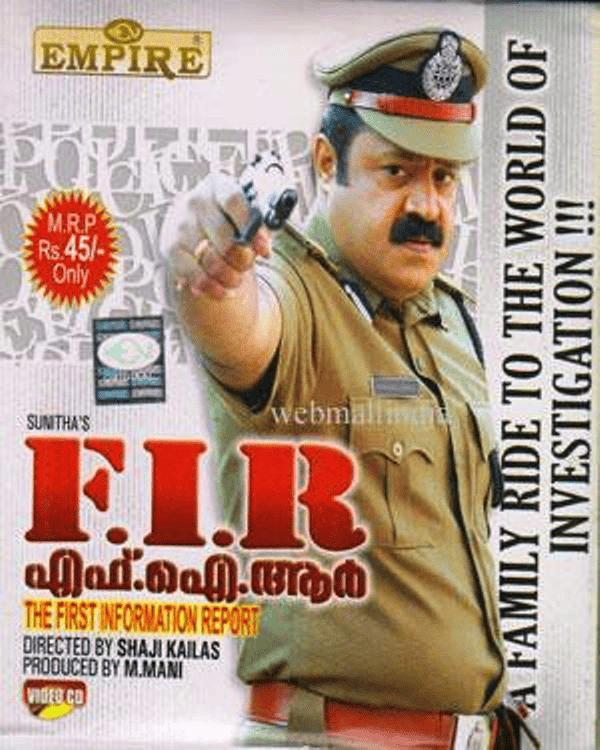 EMPIRE
®
M.R.P
Rs.45/-
Only
SUNITHA'S
F.I.R
എഫ്.ഐ.ആർ
THE FIRST INFORMATION REPORT
DIRECTED BY SHAJI KAILAS
PRODUCED BY M.MANI
VIDEO CD
webmallindia
A FAMILY RIDE TO THE WORLD OF
INVESTIGATION !!!